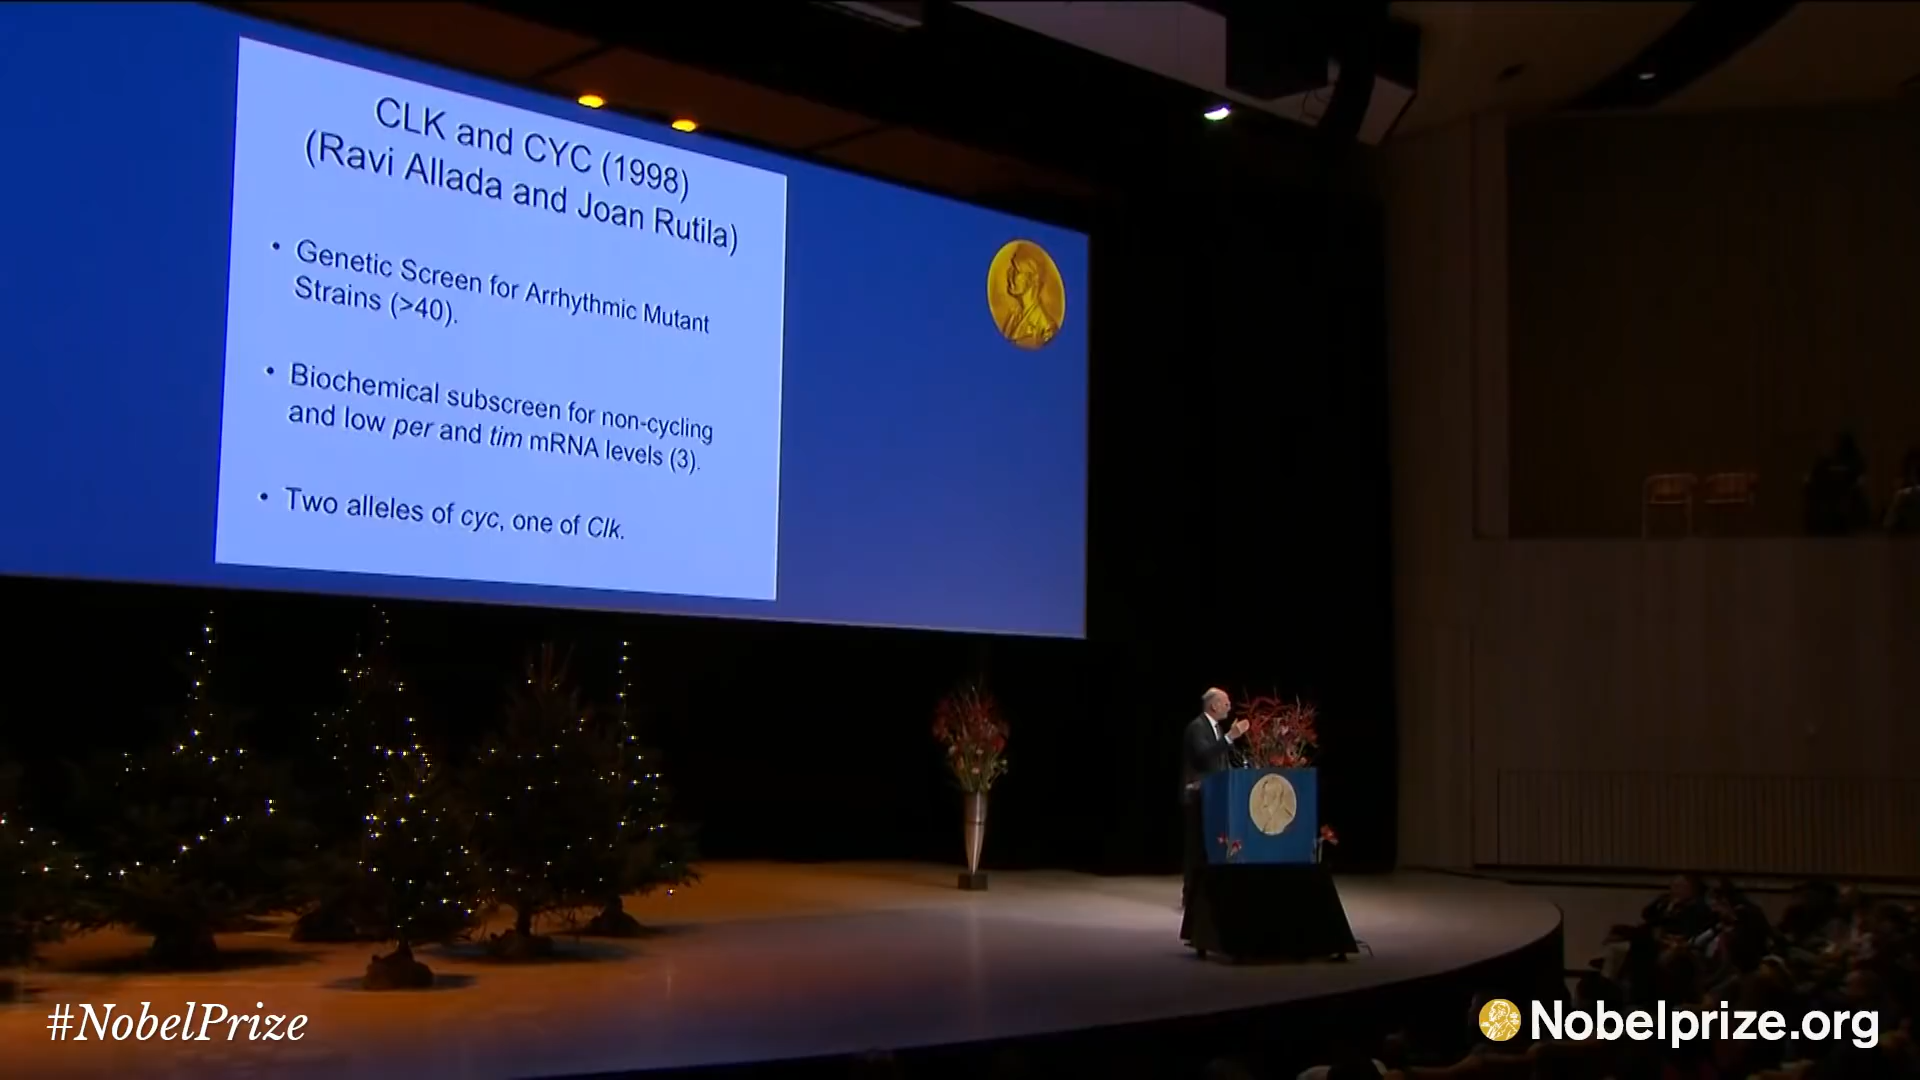 CLK and CYC (1998)
(Ravi Allada and Joan Rutila)
• Genetic Screen for Arrhythmic Mutant
Strains (>40).
• Biochemical subscreen for non-cycling
and low per and tim mRNA levels (3).
• Two alleles of cyc, one of Clk.
#NobelPrize
Nobelprize.org